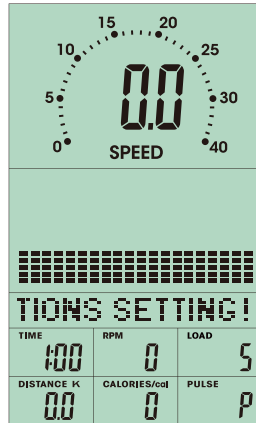 15 20
10 25
5 0.0 30
0 SPEED 40
TIONS SETTING!
TIME RPM LOAD
1:00 0 5
DISTANCE K CALORIES/cal PULSE
0.0 0 P